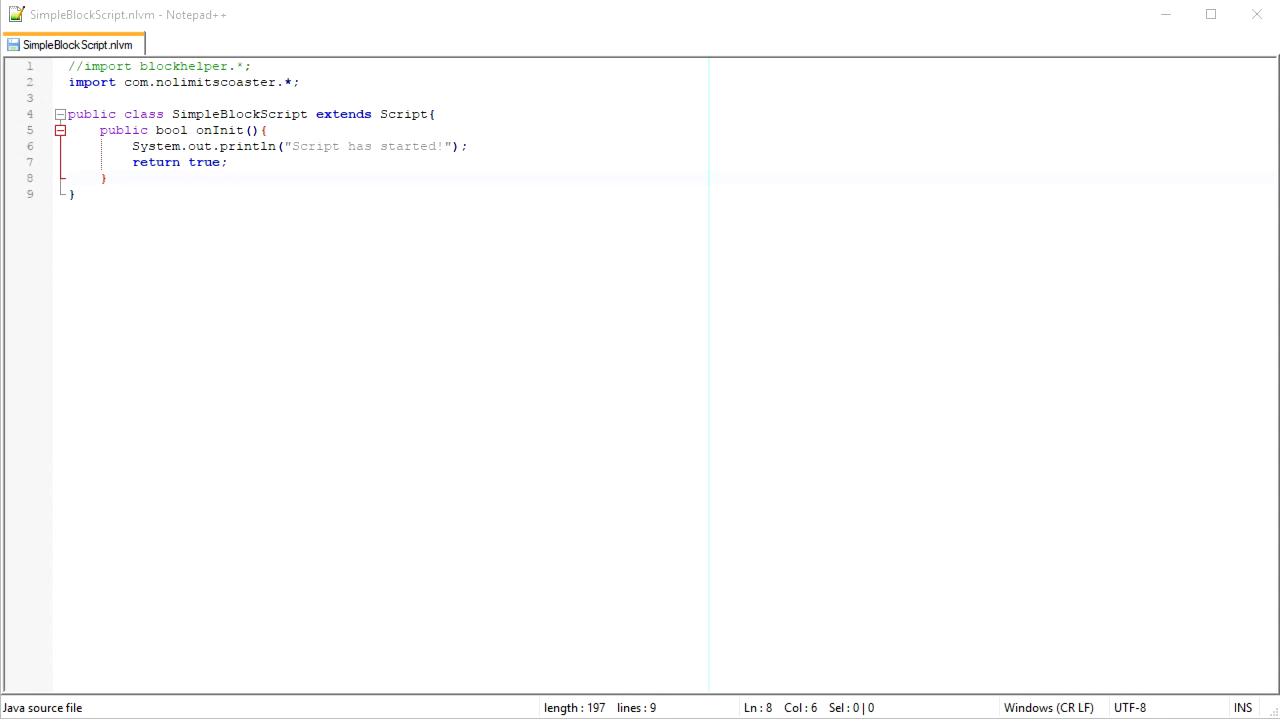 SimpleBlockScript.nlvm - Notepad++
SimpleBlockScript.nlvm
1 //import blockhelper.*;
2 import com.nolimitscoaster.*;
3
4 public class SimpleBlockScript extends Script{
5 public bool onInit(){
6 System.out.println("Script has started!");
7 return true;
8 }
9 }
Java source file length : 197 lines : 9 Ln : 8 Col : 6 Sel : 0 | 0 Windows (CR LF) UTF-8 INS